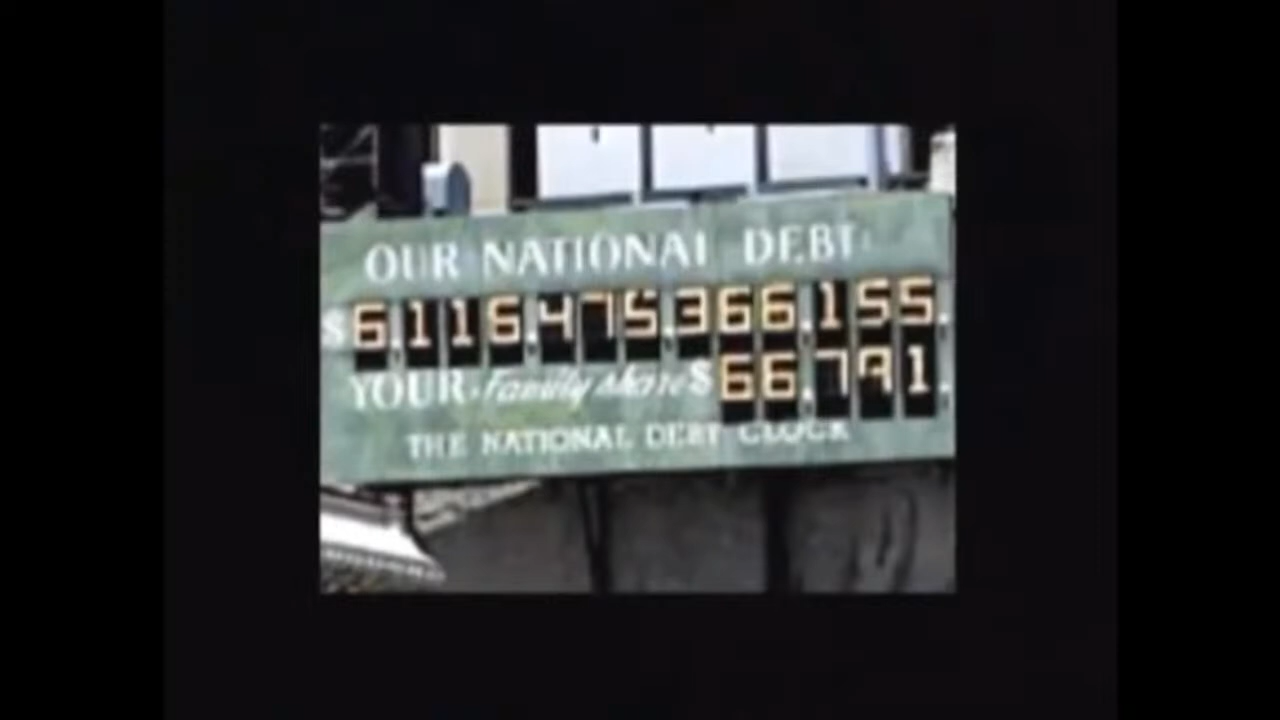 OUR NATIONAL DEBT:
$6,116,475,366,155.
YOUR Family share $66,791.
THE NATIONAL DEBT CLOCK